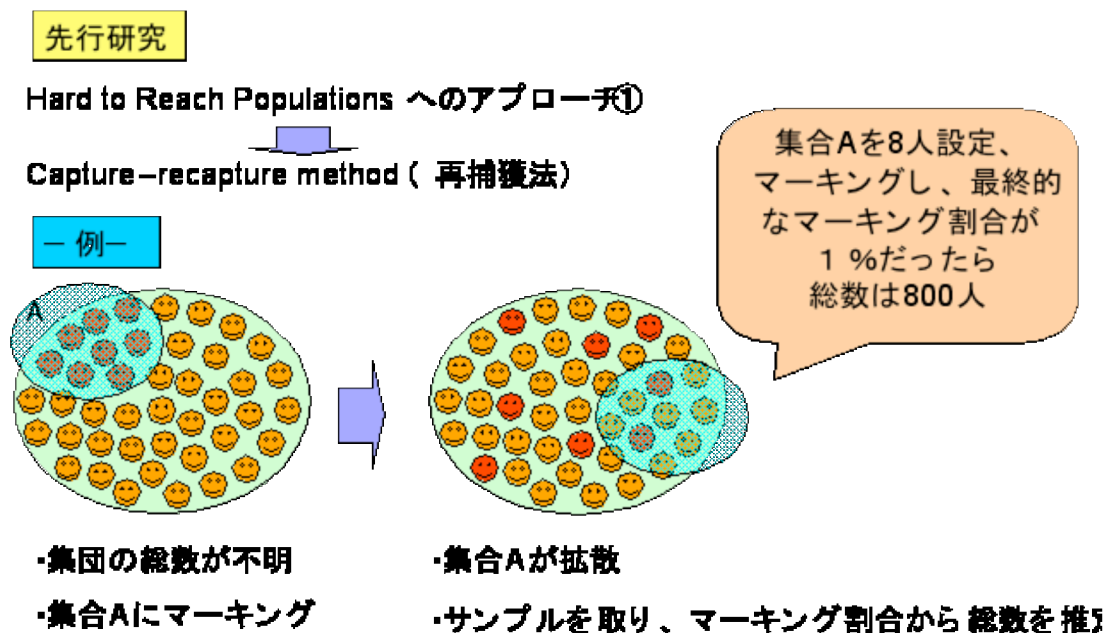 先行研究
Hard to Reach Populations へのアプローチ①
Capture-recapture method（ 再捕獲法）
－ 例－
集合Aを8人設定、
マーキングし、最終的
なマーキング割合が
１％だったら
総数は800人
A
・集団の総数が不明
・集合Aにマーキング
・集合Aが拡散
・サンプルを取り、マーキング割合から総数を推定